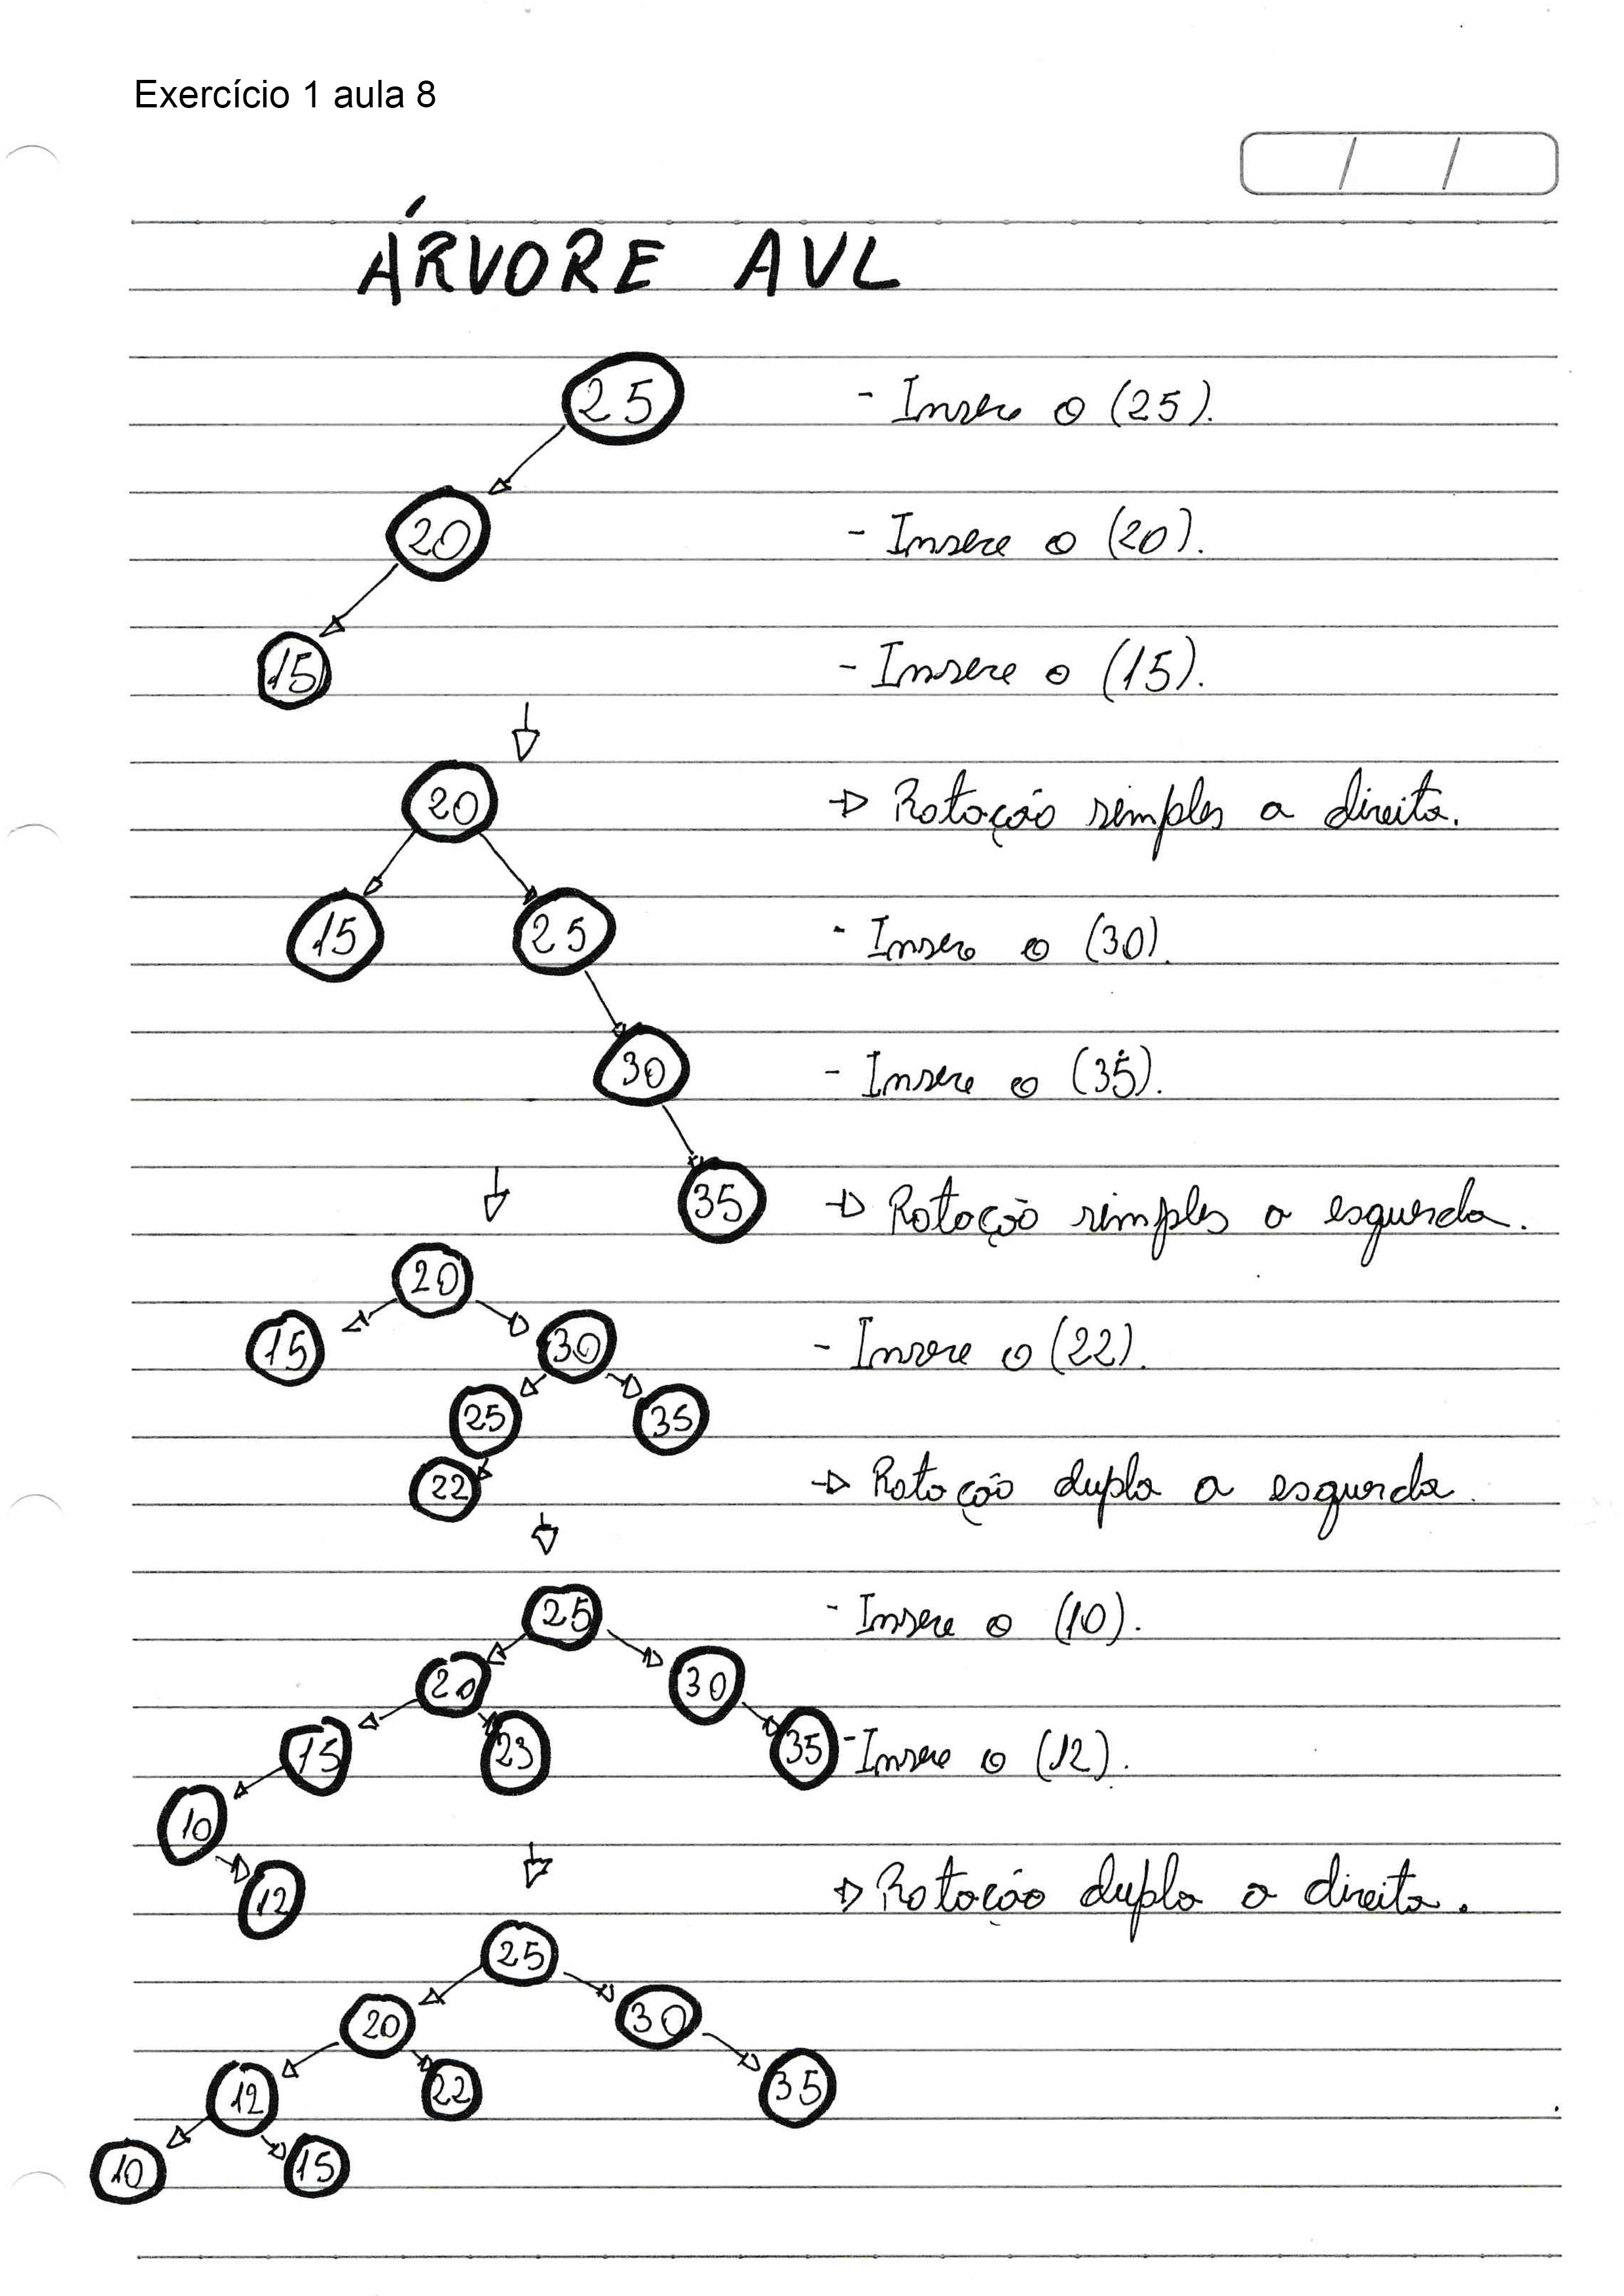 Exercício 1 aula 8
ÁRVORE AVL
25 - Insere o (25).
20 - Insere o (20).
15 - Insere o (15).
20 → Rotação simples a direita.
15 25 - Insere o (30).
30 - Insere o (35).
35 → Rotação simples a esquerda.
20
15 30 - Insere o (22).
25 35
22 → Rotação dupla a esquerda.
25 - Insere o (10).
20 30
15 23 35 - Insere o (12).
10
12 → Rotação dupla a direita.
25
20 30
12 22 35
10 15